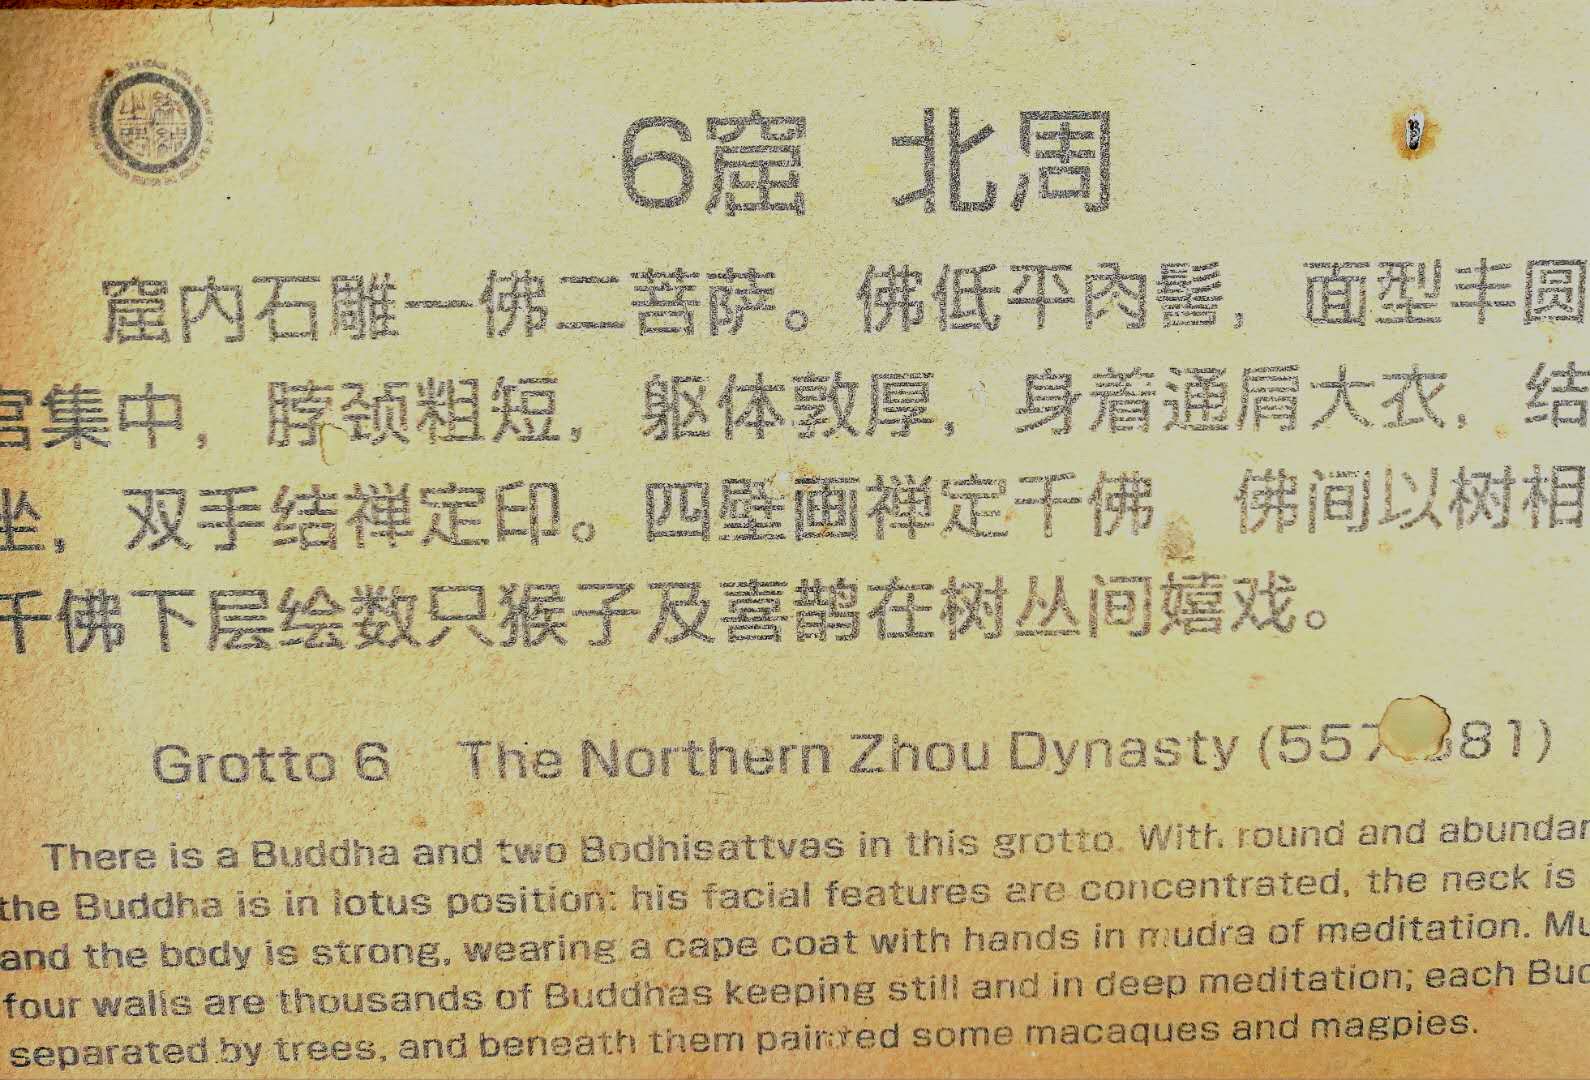 6窟 北周
窟内石雕一佛二菩萨。佛低平肉髻，面型丰圆
官集中，脖颈粗短，躯体敦厚，身着通肩大衣，结
坐，双手结禅定印。四壁画禅定千佛 佛间以树相
千佛下层绘数只猴子及喜鹊在树丛间嬉戏。
Grotto 6 The Northern Zhou Dynasty (557 581)
There is a Buddha and two Bodhisattvas in this grotto. With round and abundan
the Buddha is in lotus position: his facial features are concentrated, the neck is
and the body is strong, wearing a cape coat with hands in mudra of meditation. Mu
four walls are thousands of Buddhas keeping still and in deep meditation; each Bud
separated by trees, and beneath them painted some macaques and magpies.